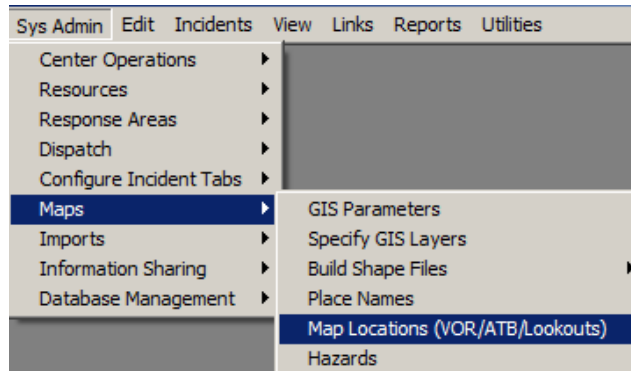 Sys Admin Edit Incidents View Links Reports Utilities
Center Operations
Resources
Response Areas
Dispatch
Configure Incident Tabs
Maps
Imports
Information Sharing
Database Management
GIS Parameters
Specify GIS Layers
Build Shape Files
Place Names
Map Locations (VOR/ATB/Lookouts)
Hazards